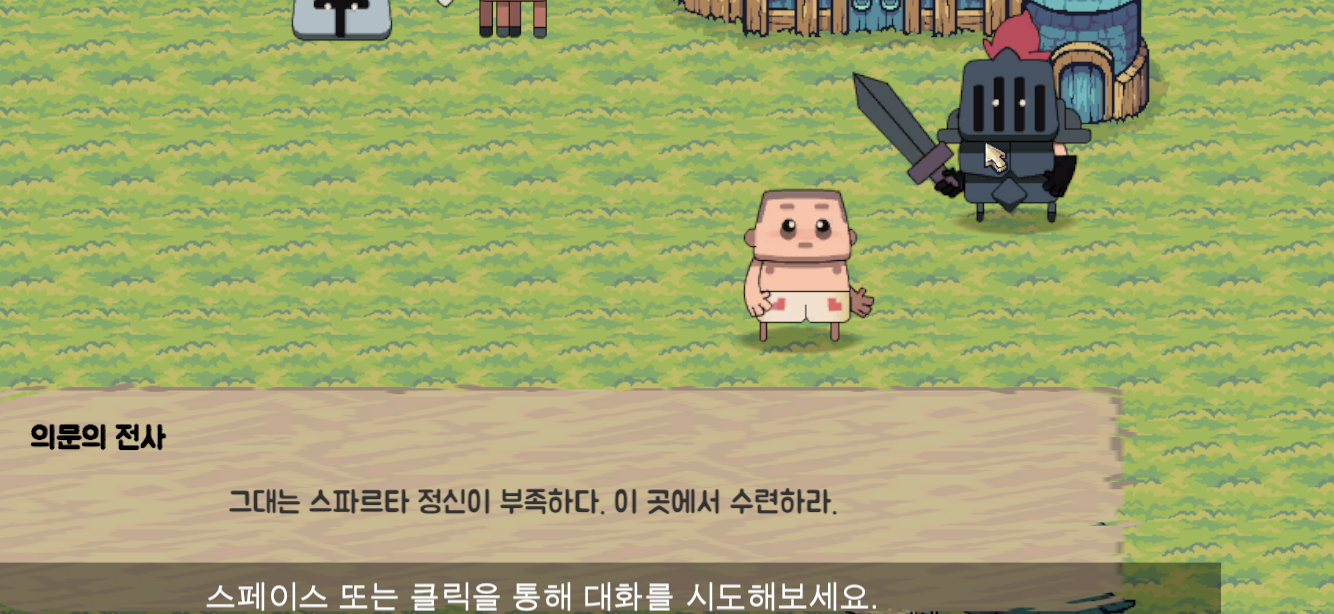 의문의 전사
그대는 스파르타 정신이 부족하다. 이 곳에서 수련하라.
스페이스 또는 클릭을 통해 대화를 시도해보세요.